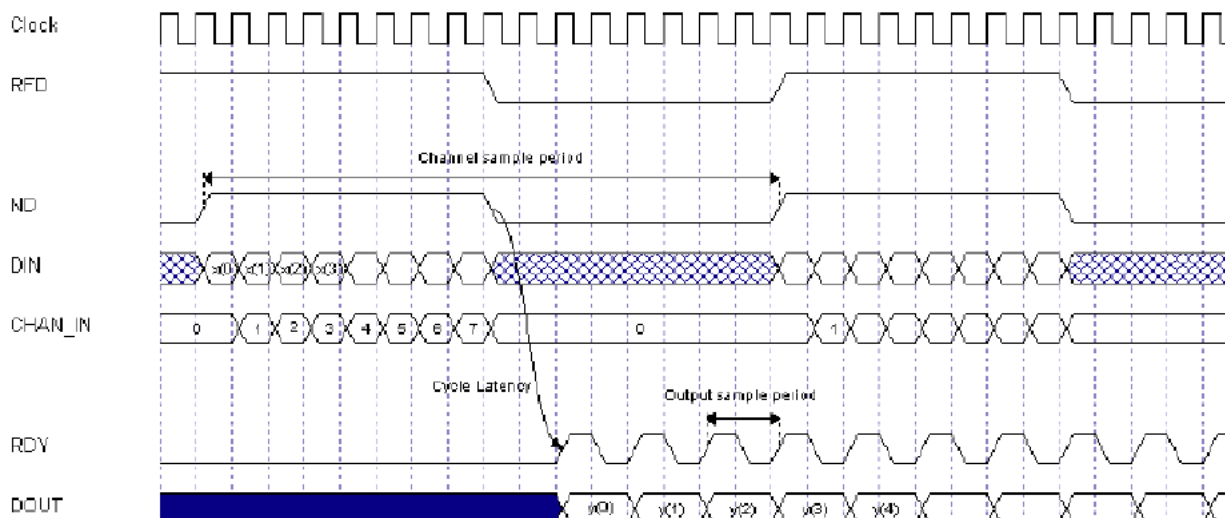 Clock
RFD
Channel sample period
ND
DIN x(0) x(1) x(2) x(3)
CHAN_IN 0 1 2 3 4 5 6 7 0 1
Cycle Latency
Output sample period
RDY
DOUT y(0) y(1) y(2) y(3) y(4)